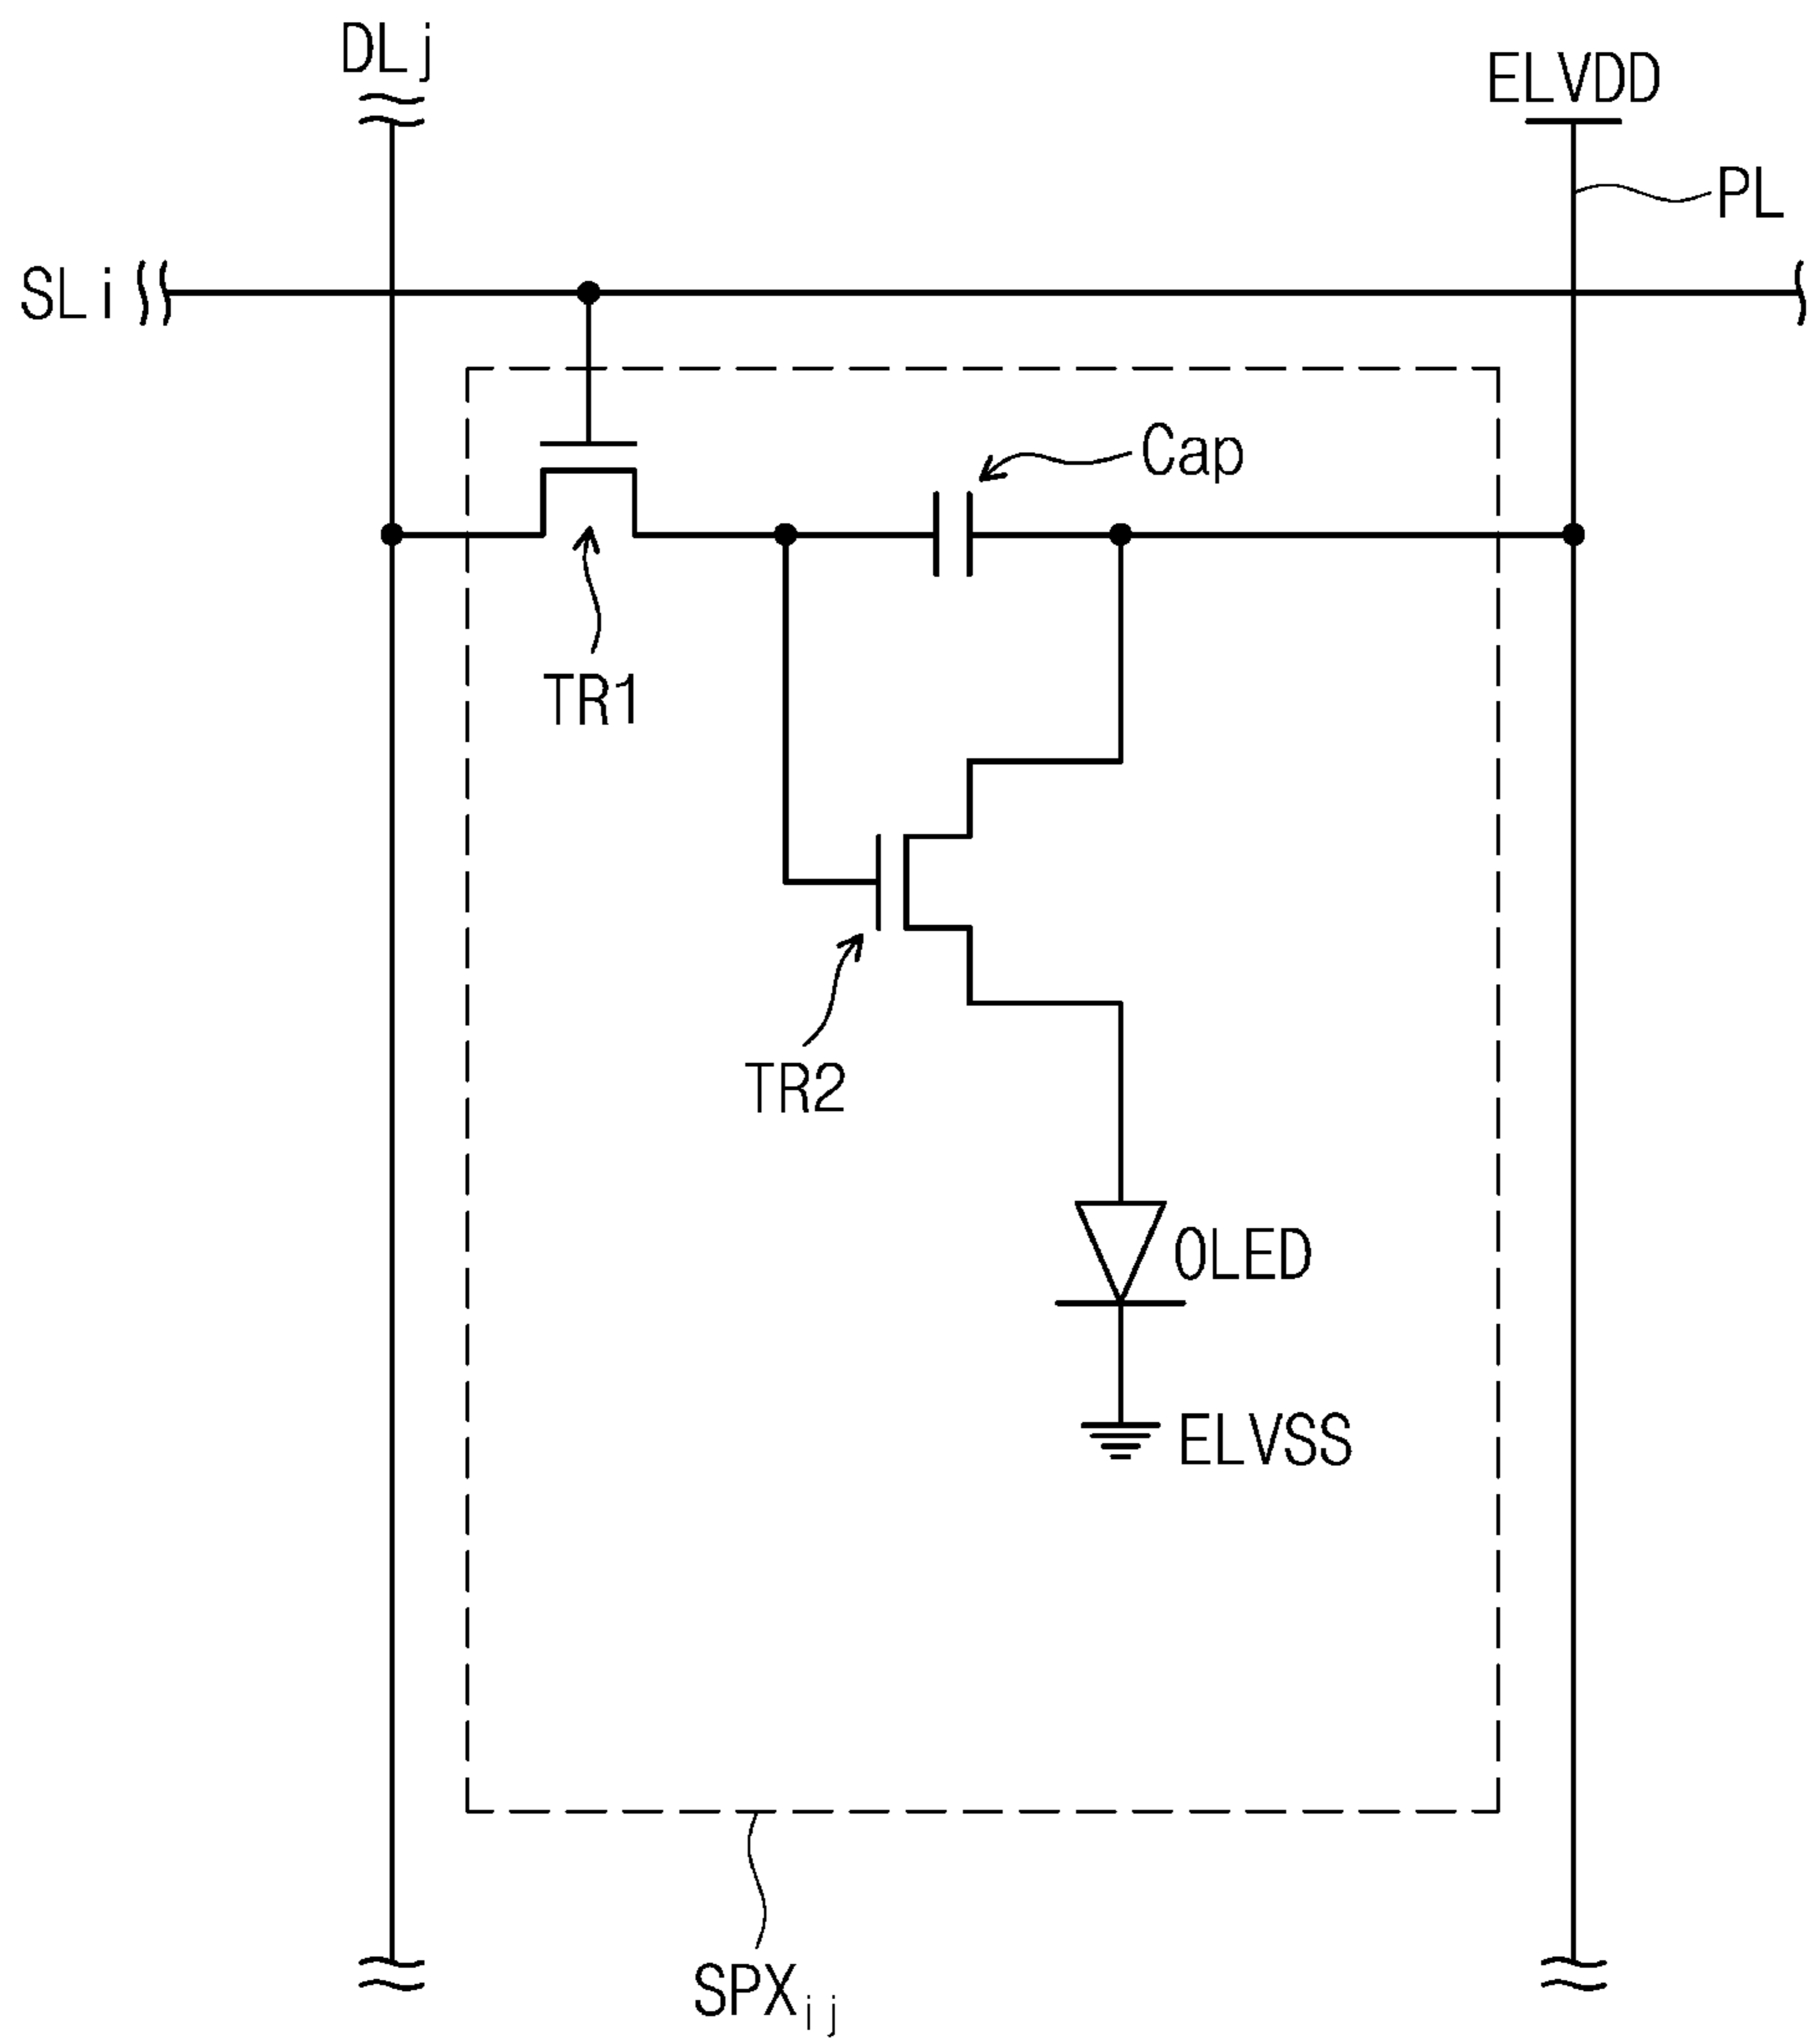 DLj
ELVDD
PL
SLi
Cap
TR1
TR2
OLED
ELVSS
SPXij